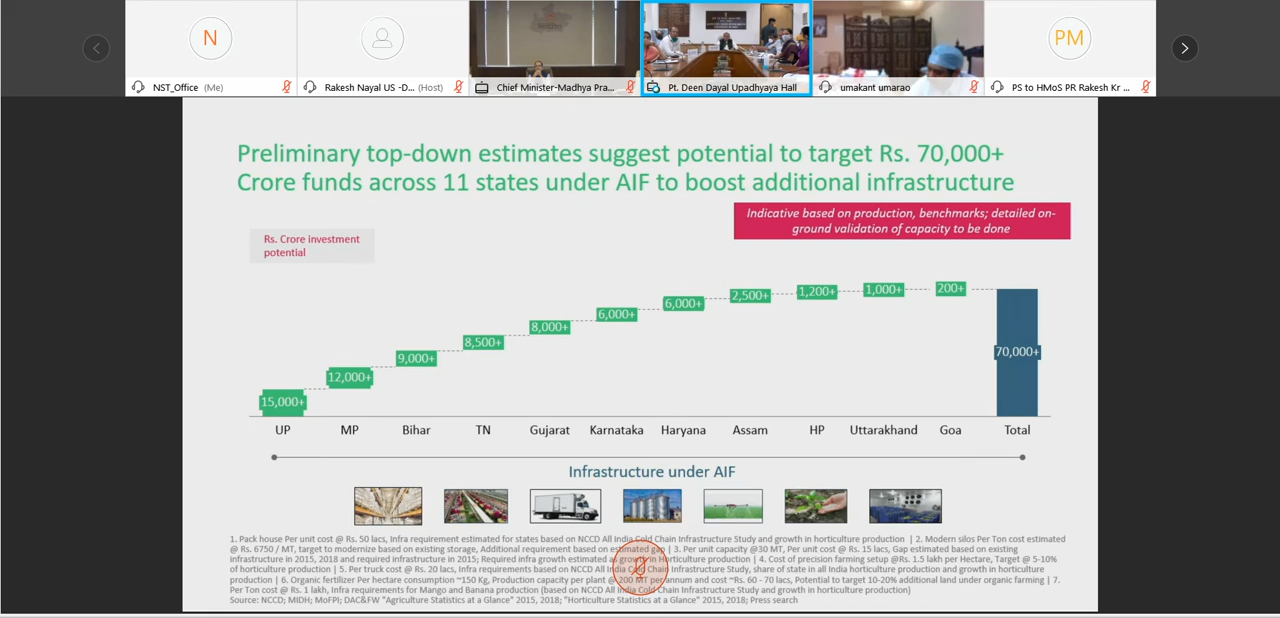 N
PM
NST_Office (Me)
Rakesh Nayal US -D... (Host)
Chief Minister-Madhya Pra...
Pt. Deen Dayal Upadhyaya Hall
umakant umarao
PS to HMoS PR Rakesh Kr ...
Preliminary top-down estimates suggest potential to target Rs. 70,000+
Crore funds across 11 states under AIF to boost additional infrastructure
Indicative based on production, benchmarks; detailed on-
ground validation of capacity to be done
Rs. Crore investment
potential
15,000+
12,000+
9,000+
8,500+
8,000+
6,000+
6,000+
2,500+
1,200+
1,000+
200+
70,000+
UP MP Bihar TN Gujarat Karnataka Haryana Assam HP Uttarakhand Goa Total
Infrastructure under AIF
1. Pack house Per unit cost @ Rs. 50 lacs, Infra requirement estimated for states based on NCCD All India Cold Chain Infrastructure Study and growth in horticulture production | 2. Modern silos Per Ton cost estimated
@ Rs. 6750 / MT, target to modernize based on existing storage, Additional requirement based on estimated gap | 3. Per unit capacity @30 MT, Per unit cost @ Rs. 15 lacs, Gap estimated based on existing
infrastructure in 2015, 2018 and required infrastructure in 2015; Required infra growth estimated as growth in Horticulture production | 4. Cost of precision farming setup @Rs. 1.5 lakh per Hectare, Target @ 5-10%
of horticulture production | 5. Per truck cost @ Rs. 20 lacs, Infra requirements based on NCCD All India Cold Chain Infrastructure Study, share of state in all India horticulture production and growth in horticulture
production | 6. Organic fertilizer Per hectare consumption ~150 Kg, Production capacity per plant @ 200 MT per annum and cost ~Rs. 60 - 70 lacs, Potential to target 10-20% additional land under organic farming | 7.
Per Ton cost @ Rs. 1 lakh, Infra requirements for Mango and Banana production (based on NCCD All India Cold Chain Infrastructure Study and growth in horticulture production)
Source: NCCD; MIDH; MoFPI; DAC&FW "Agriculture Statistics at a Glance" 2015, 2018; "Horticulture Statistics at a Glance" 2015, 2018; Press search